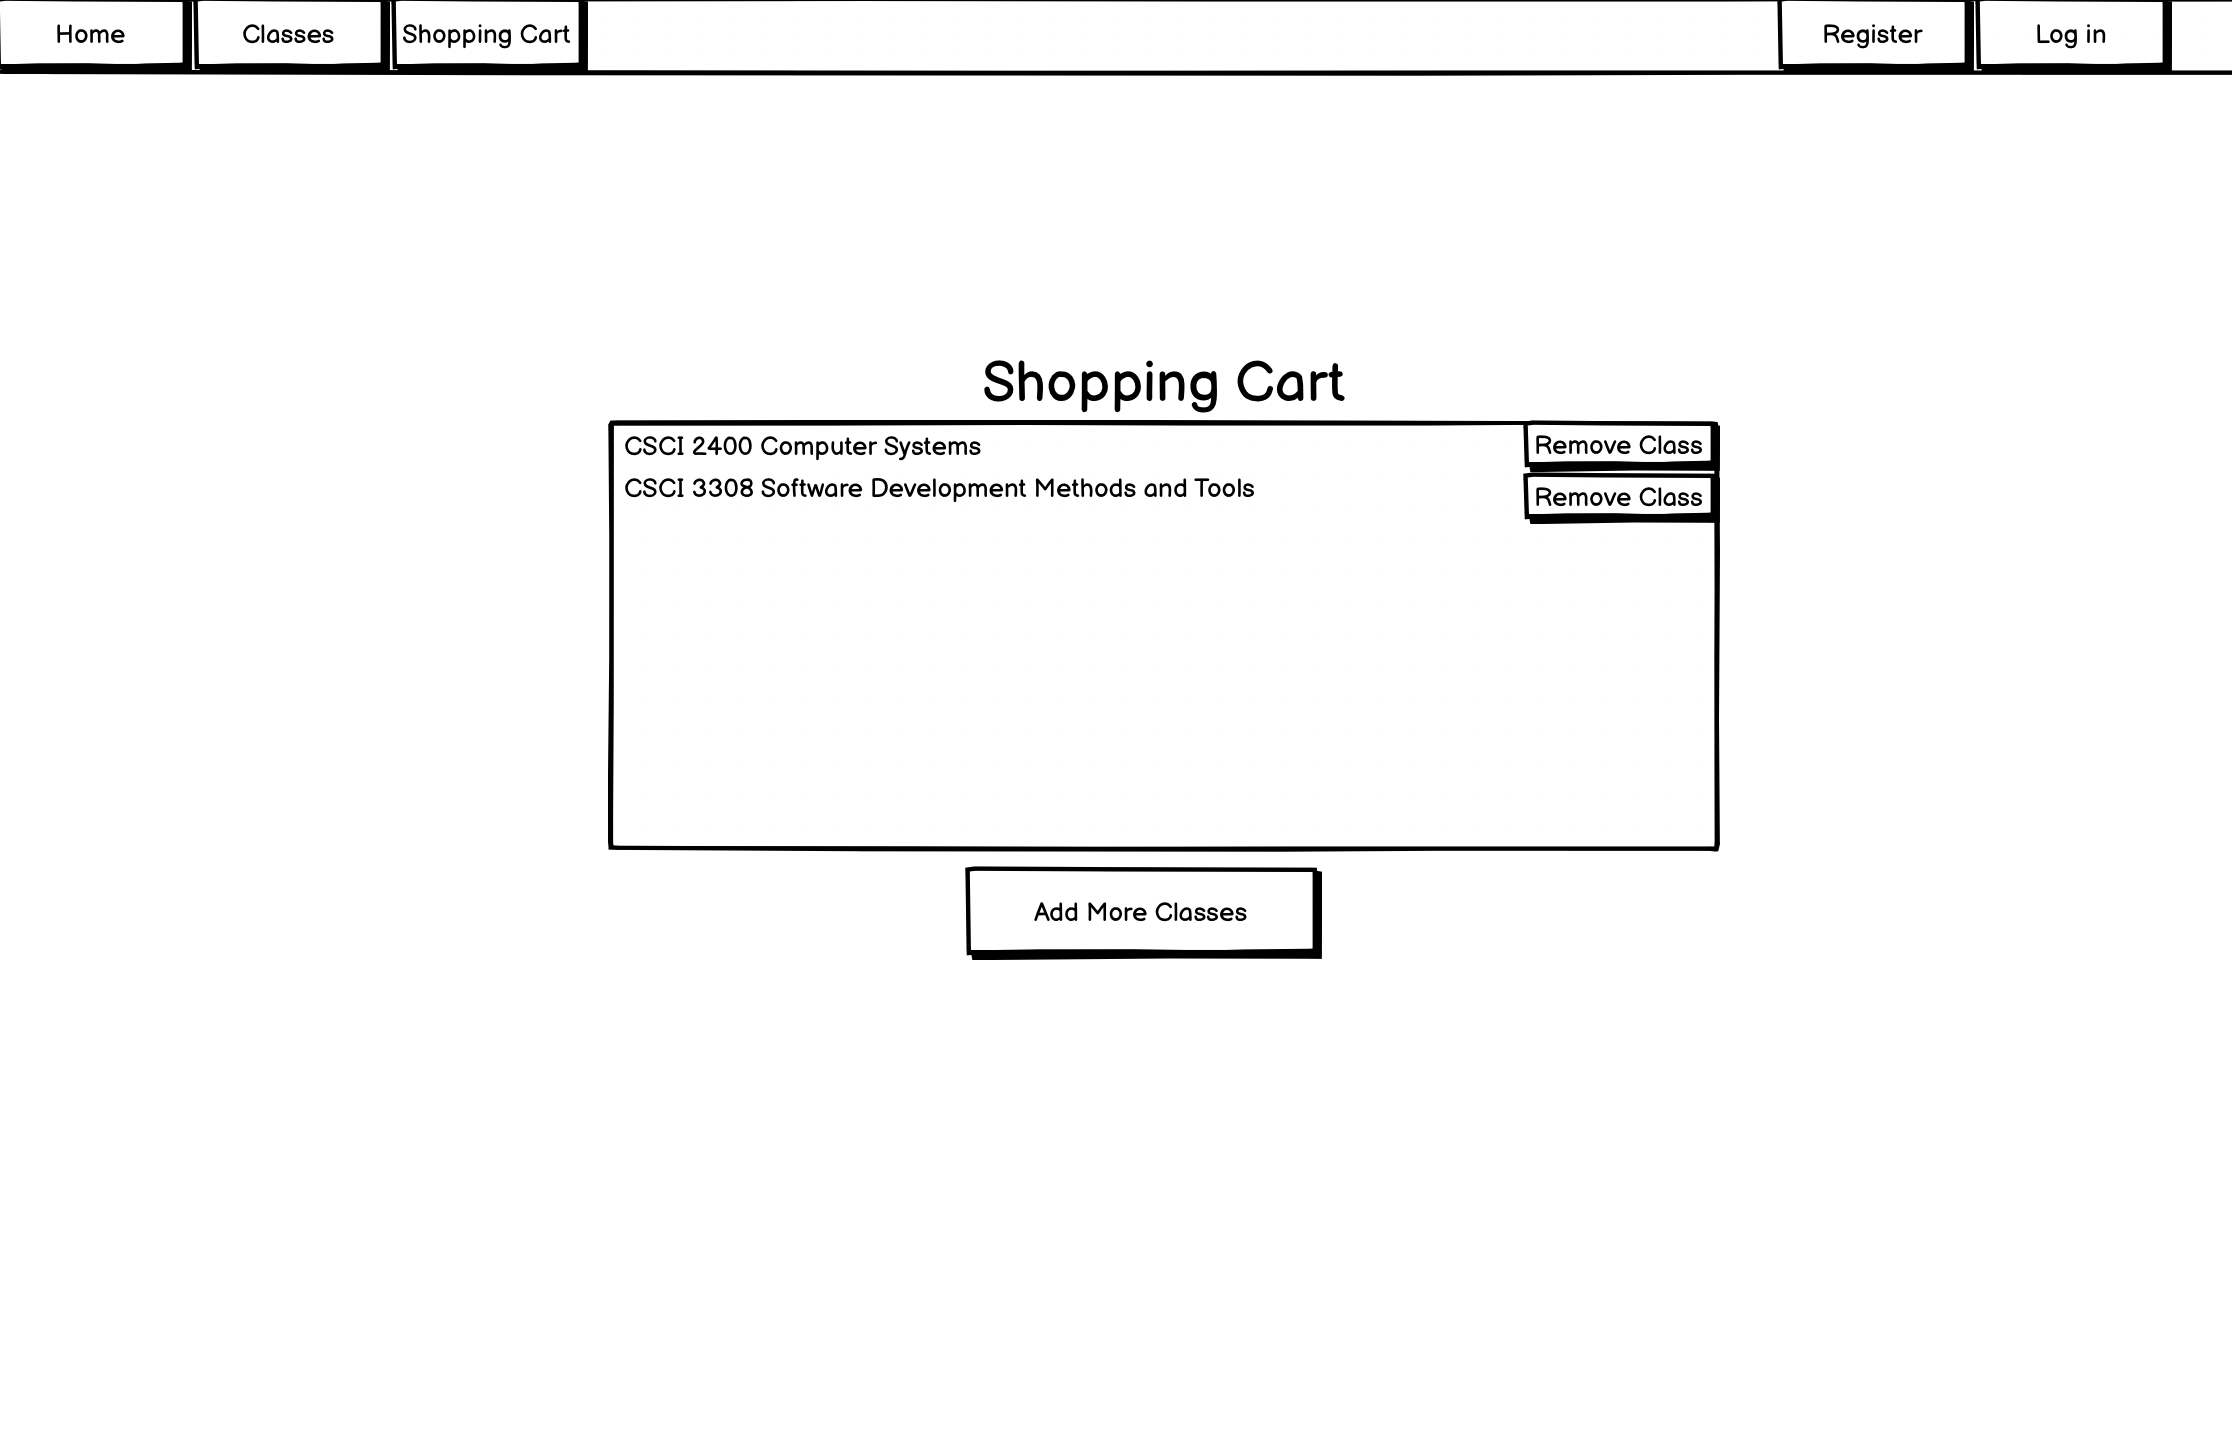 Home Classes Shopping Cart Register Log in
Shopping Cart
CSCI 2400 Computer Systems Remove Class
CSCI 3308 Software Development Methods and Tools Remove Class
Add More Classes